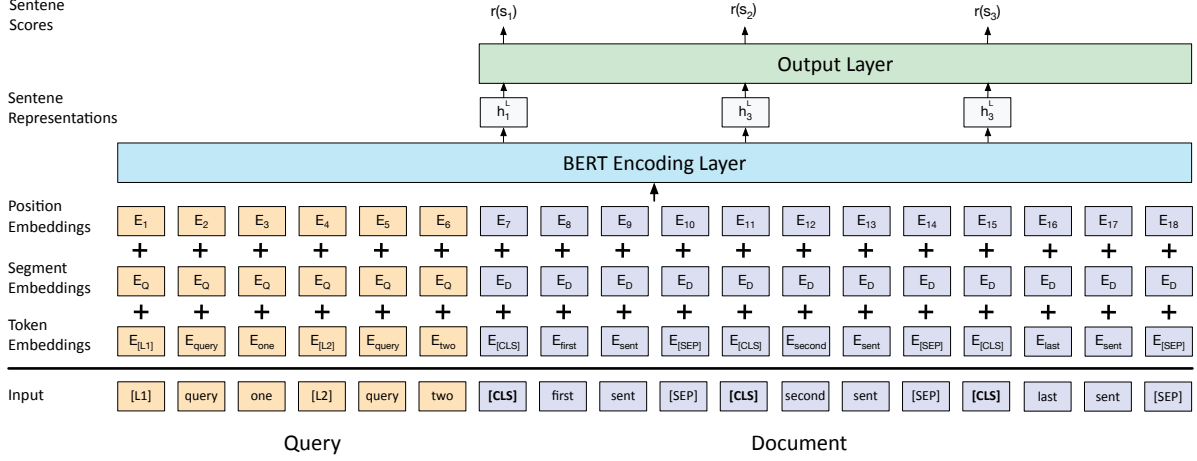 Sentene
Scores
r(s1) r(s2) r(s3)
Output Layer
Sentene
Representations
h1L h3L h3L
BERT Encoding Layer
Position
Embeddings
E1 E2 E3 E4 E5 E6 E7 E8 E9 E10 E11 E12 E13 E14 E15 E16 E17 E18
+ + + + + + + + + + + + + + + + + +
Segment
Embeddings
EQ EQ EQ EQ EQ EQ ED ED ED ED ED ED ED ED ED ED ED ED
+ + + + + + + + + + + + + + + + + +
Token
Embeddings
E[L1] Equery Eone E[L2] Equery Etwo E[CLS] Efirst Esent E[SEP] E[CLS] Esecond Esent E[SEP] E[CLS] Elast Esent E[SEP]
Input
[L1] query one [L2] query two [CLS] first sent [SEP] [CLS] second sent [SEP] [CLS] last sent [SEP]
Query Document